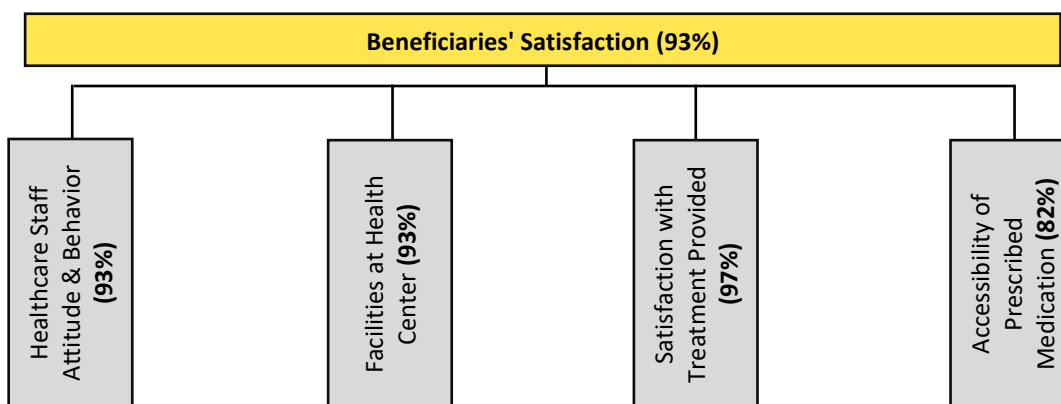 Beneficiaries' Satisfaction (93%)
Healthcare Staff
Attitude & Behavior
(93%)
Facilities at Health
Center (93%)
Satisfaction with
Treatment Provided
(97%)
Accessibility of
Prescribed
Medication (82%)